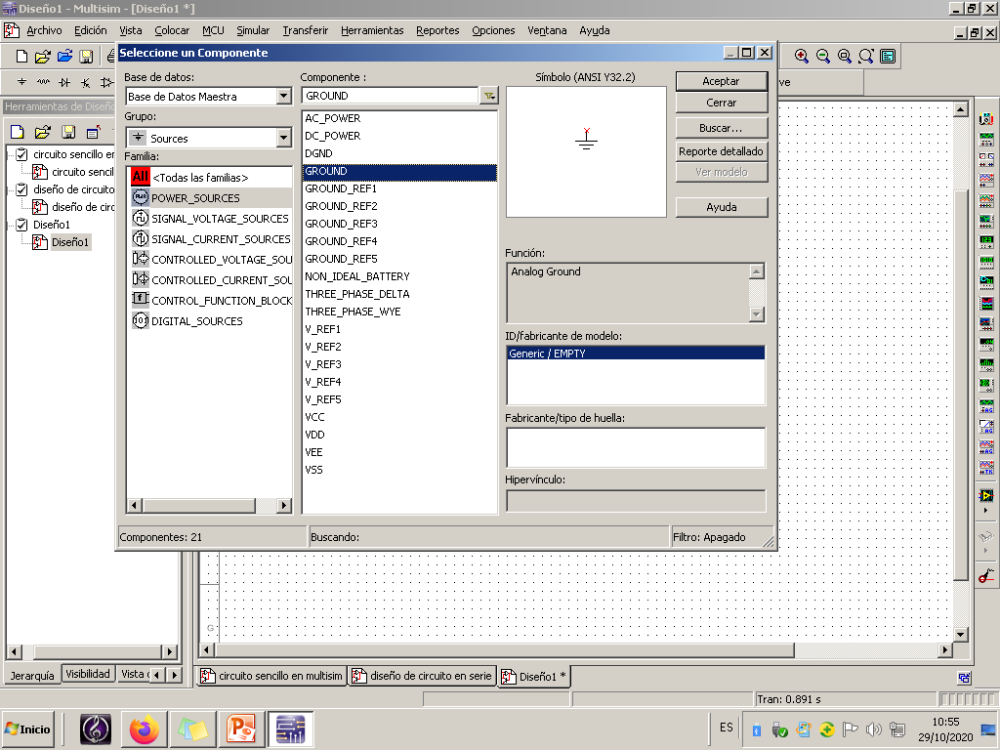 Diseño1 - Multisim - [Diseño1 *]
Archivo Edición Vista Colocar MCU Simular Transferir Herramientas Reportes Opciones Ventana Ayuda
Seleccione un Componente
Base de datos:
Base de Datos Maestra
Grupo:
Sources
Familia:
All <Todas las familias>
POWER_SOURCES
SIGNAL_VOLTAGE_SOURCES
SIGNAL_CURRENT_SOURCES
CONTROLLED_VOLTAGE_SOU
CONTROLLED_CURRENT_SOU
CONTROL_FUNCTION_BLOCK
DIGITAL_SOURCES
Componente :
GROUND
AC_POWER
DC_POWER
DGND
GROUND
GROUND_REF1
GROUND_REF2
GROUND_REF3
GROUND_REF4
GROUND_REF5
NON_IDEAL_BATTERY
THREE_PHASE_DELTA
THREE_PHASE_WYE
V_REF1
V_REF2
V_REF3
V_REF4
V_REF5
VCC
VDD
VEE
VSS
Símbolo (ANSI Y32.2)
Aceptar
Cerrar
Buscar...
Reporte detallado
Ver modelo
Ayuda
Función:
Analog Ground
ID/fabricante de modelo:
Generic / EMPTY
Fabricante/tipo de huella:
Hipervínculo:
Componentes: 21
Buscando:
Filtro: Apagado
ve
Herramientas de Diseño
circuito sencillo en
circuito sencil
diseño de circuito
diseño de circ
Diseño1
Diseño1
G
Jerarquía Visibilidad Vista
circuito sencillo en multisim
diseño de circuito en serie
Diseño1 *
Tran: 0.891 s
Inicio
ES
10:55
29/10/2020